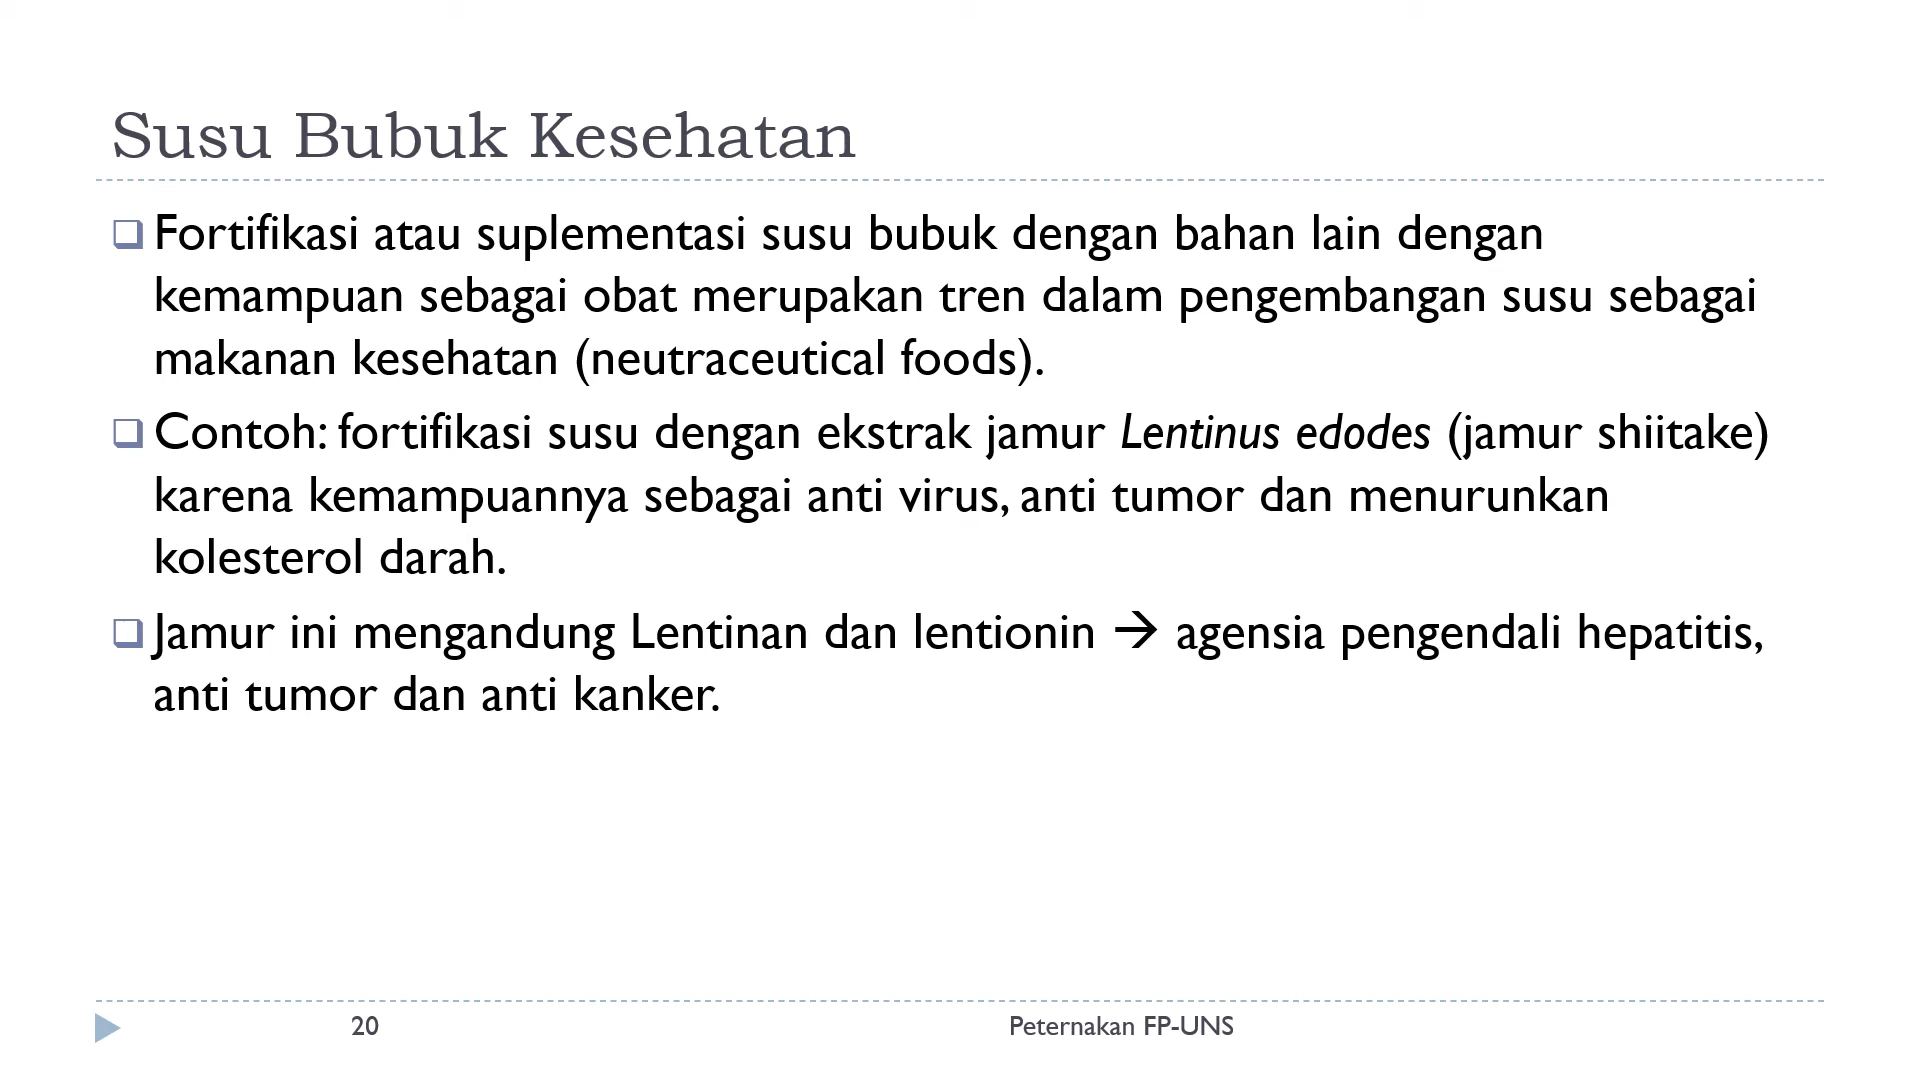 Susu Bubuk Kesehatan
Fortifikasi atau suplementasi susu bubuk dengan bahan lain dengan
kemampuan sebagai obat merupakan tren dalam pengembangan susu sebagai
makanan kesehatan (neutraceutical foods).
Contoh: fortifikasi susu dengan ekstrak jamur Lentinus edodes (jamur shiitake)
karena kemampuannya sebagai anti virus, anti tumor dan menurunkan
kolesterol darah.
Jamur ini mengandung Lentinan dan lentionin → agensia pengendali hepatitis,
anti tumor dan anti kanker.
20
Peternakan FP-UNS